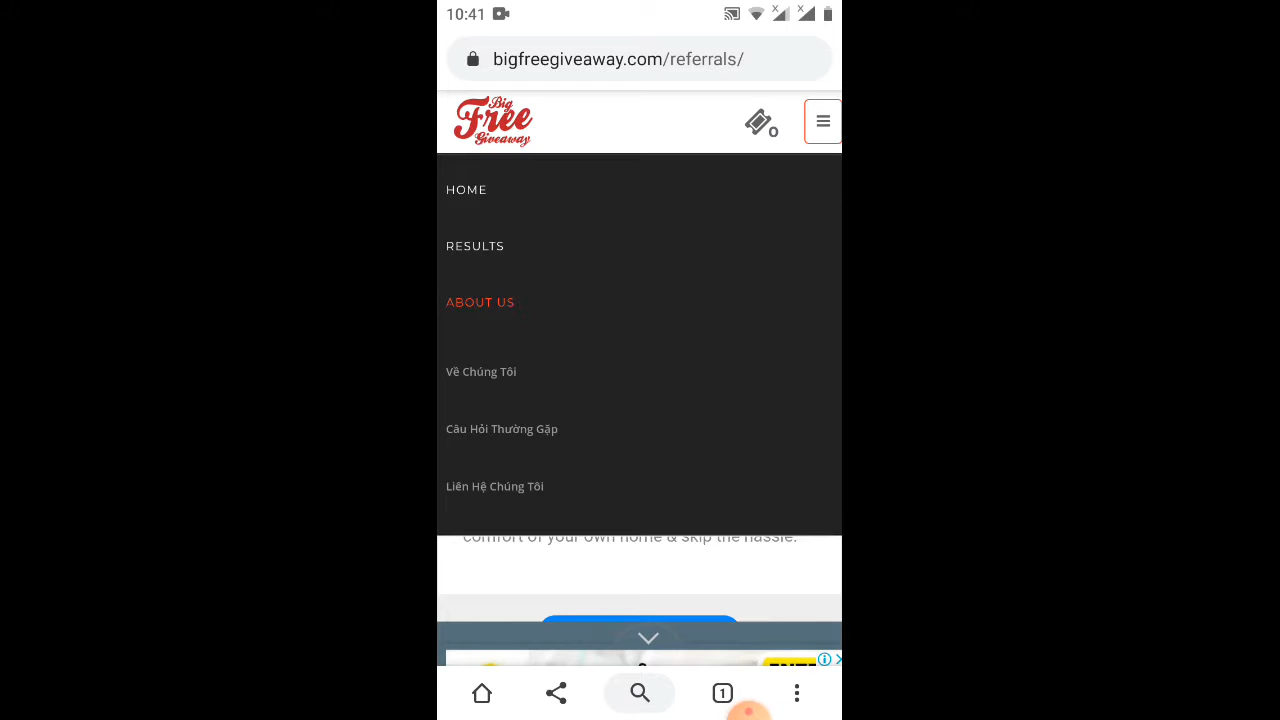 10:41
bigfreegiveaway.com/referrals/
Big
Free
Giveaway
0
HOME
RESULTS
ABOUT US
Về Chúng Tôi
Câu Hỏi Thường Gặp
Liên Hệ Chúng Tôi
comfort of your own home & skip the hassle.
1